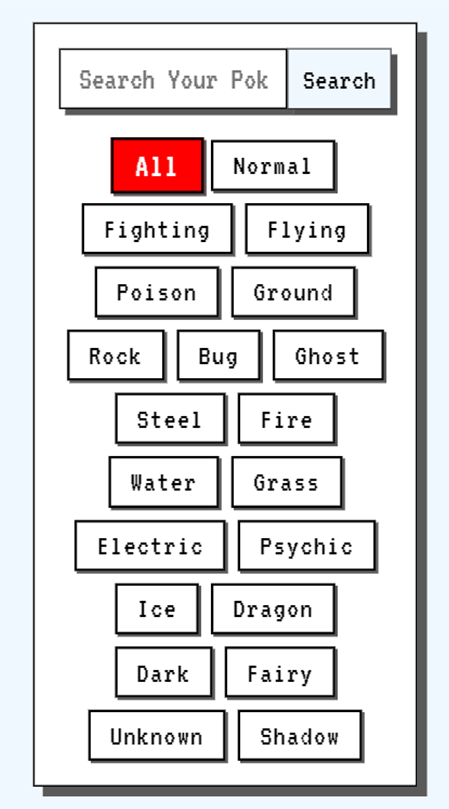 Search Your Pok Search
All Normal
Fighting Flying
Poison Ground
Rock Bug Ghost
Steel Fire
Water Grass
Electric Psychic
Ice Dragon
Dark Fairy
Unknown Shadow